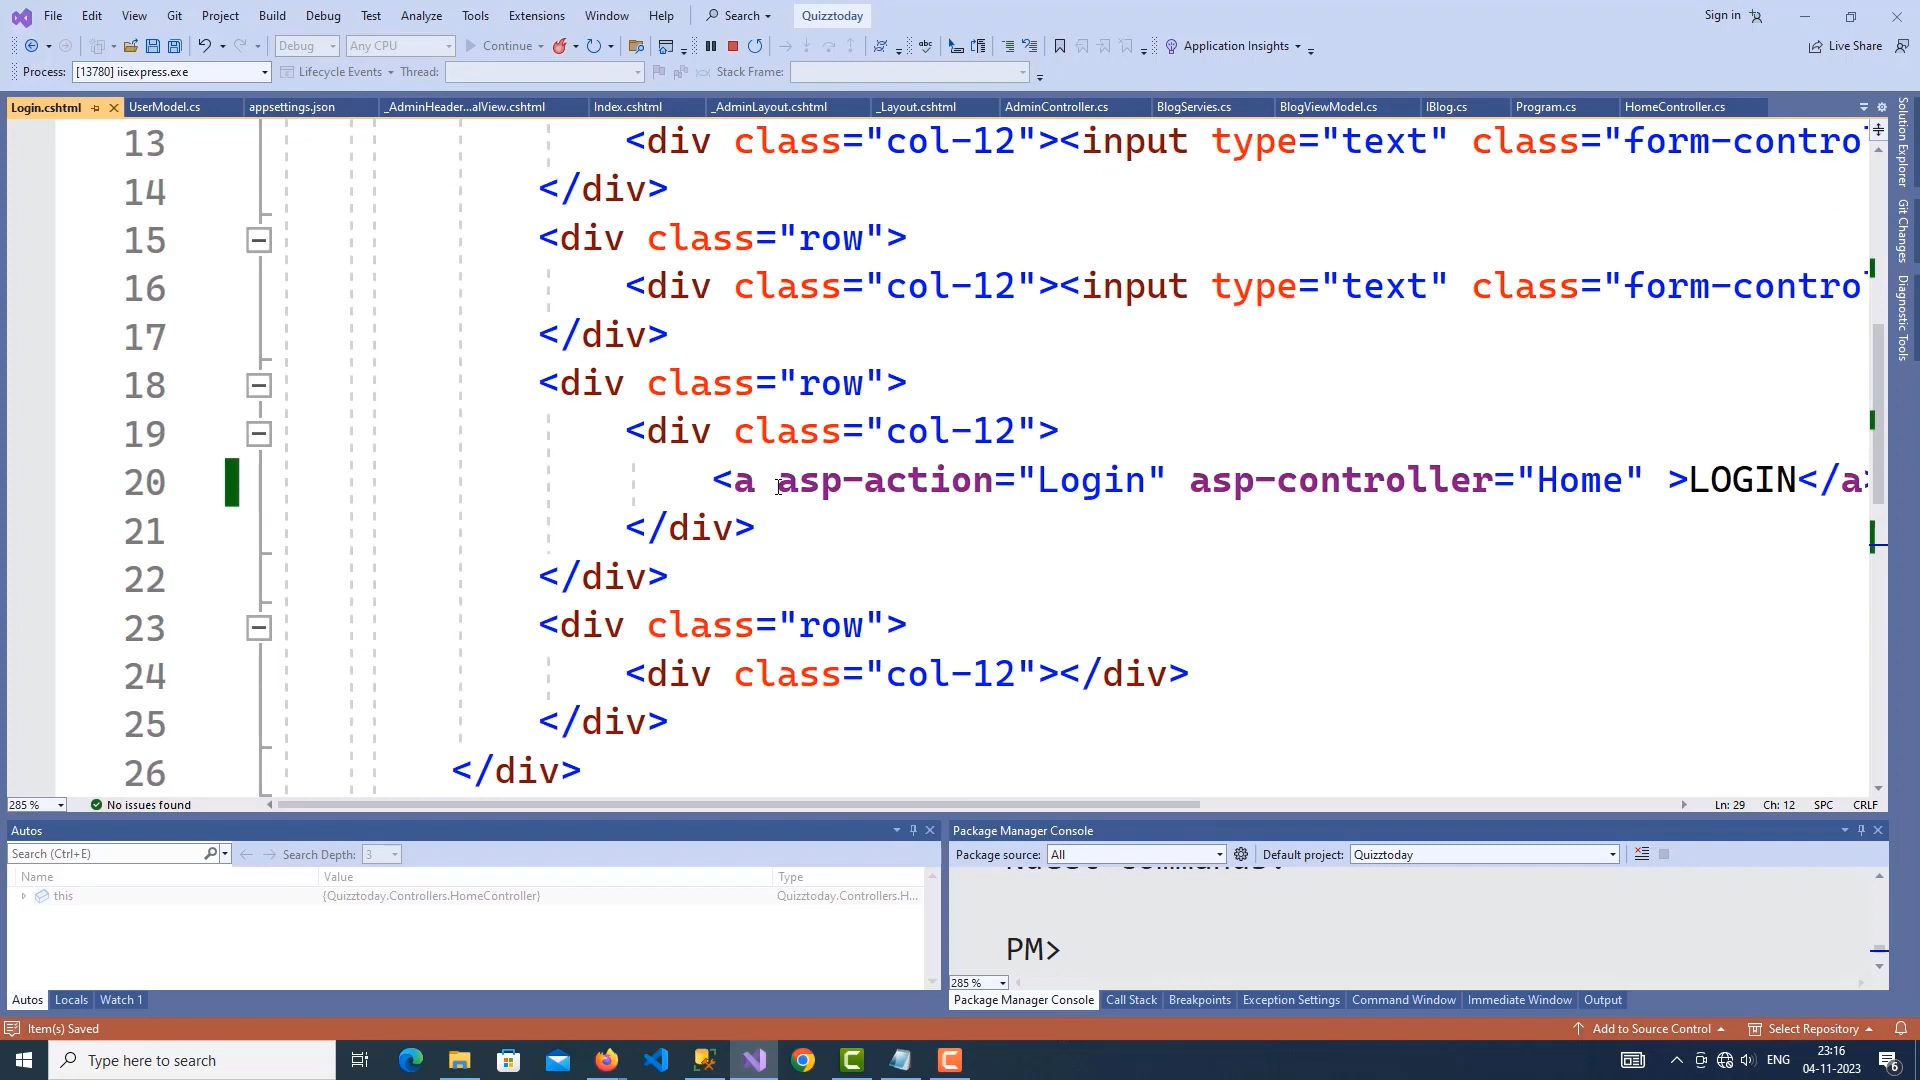 File Edit View Git Project Build Debug Test Analyze Tools Extensions Window Help Search Quizztoday Sign in
Debug Any CPU Continue Application Insights Live Share
Process: [13780] iisexpress.exe Lifecycle Events Thread: Stack Frame:
Login.cshtml UserModel.cs appsettings.json _AdminHeader...alView.cshtml Index.cshtml _AdminLayout.cshtml _Layout.cshtml AdminController.cs BlogServies.cs BlogViewModel.cs IBlog.cs Program.cs HomeController.cs
13 <div class="col-12"><input type="text" class="form-contro
14 </div>
15 <div class="row">
16 <div class="col-12"><input type="text" class="form-contro
17 </div>
18 <div class="row">
19 <div class="col-12">
20 <a asp-action="Login" asp-controller="Home" >LOGIN</a>
21 </div>
22 </div>
23 <div class="row">
24 <div class="col-12"></div>
25 </div>
26 </div>
Solution Explorer
Git Changes
Diagnostic Tools
285 % No issues found Ln: 29 Ch: 12 SPC CRLF
Autos
Search (Ctrl+E) Search Depth: 3
Name Value Type
this {Quizztoday.Controllers.HomeController} Quizztoday.Controllers.H...
Autos Locals Watch 1
Package Manager Console
Package source: All Default project: Quizztoday
PM>
285 %
Package Manager Console Call Stack Breakpoints Exception Settings Command Window Immediate Window Output
Item(s) Saved Add to Source Control Select Repository
Type here to search ENG 23:16
04-11-2023 6